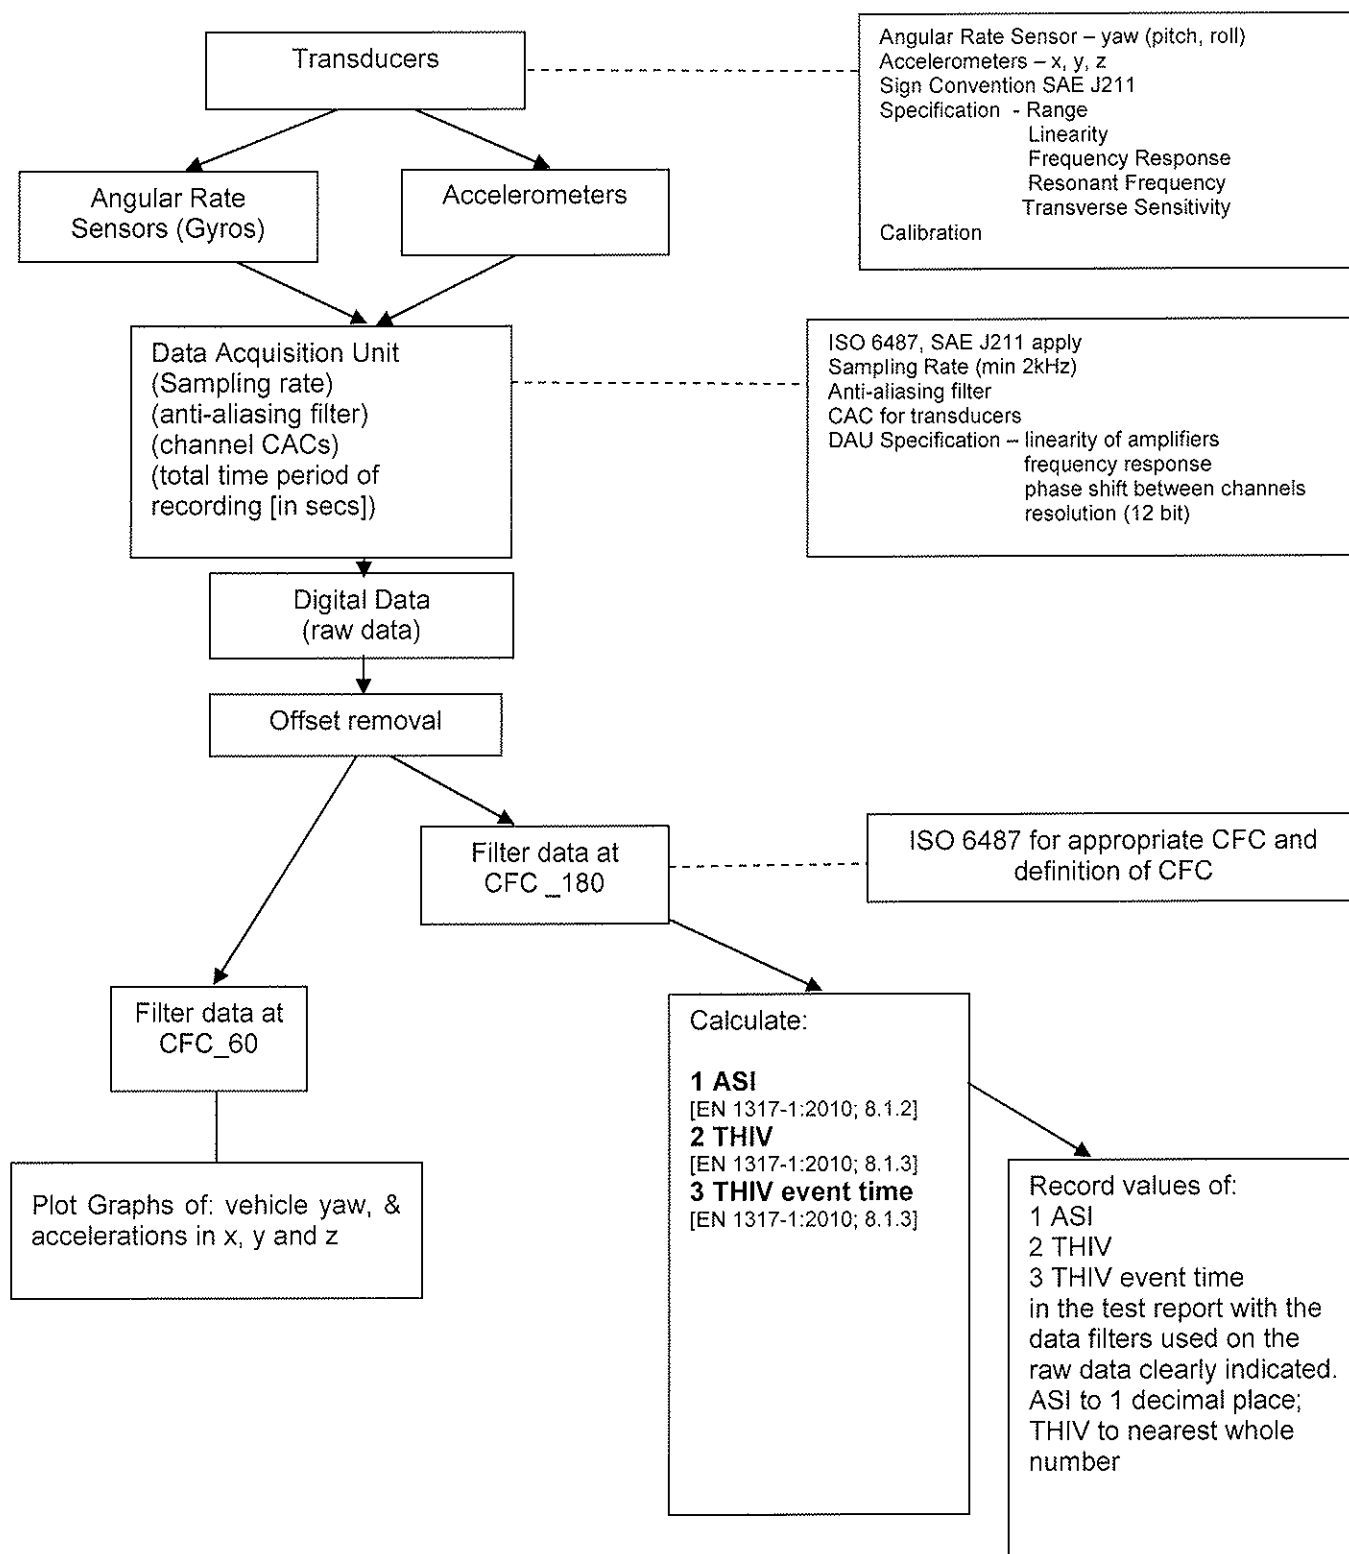 Transducers
Angular Rate Sensor – yaw (pitch, roll)
Accelerometers – x, y, z
Sign Convention SAE J211
Specification - Range
Linearity
Frequency Response
Resonant Frequency
Transverse Sensitivity
Calibration
Angular Rate
Sensors (Gyros)
Accelerometers
Data Acquisition Unit
(Sampling rate)
(anti-aliasing filter)
(channel CACs)
(total time period of
recording [in secs])
ISO 6487, SAE J211 apply
Sampling Rate (min 2kHz)
Anti-aliasing filter
CAC for transducers
DAU Specification – linearity of amplifiers
frequency response
phase shift between channels
resolution (12 bit)
Digital Data
(raw data)
Offset removal
Filter data at
CFC _180
ISO 6487 for appropriate CFC and
definition of CFC
Filter data at
CFC_60
Plot Graphs of: vehicle yaw, &
accelerations in x, y and z
Calculate:
1 ASI
[EN 1317-1:2010; 8.1.2]
2 THIV
[EN 1317-1:2010; 8.1.3]
3 THIV event time
[EN 1317-1:2010; 8.1.3]
Record values of:
1 ASI
2 THIV
3 THIV event time
in the test report with the
data filters used on the
raw data clearly indicated.
ASI to 1 decimal place;
THIV to nearest whole
number